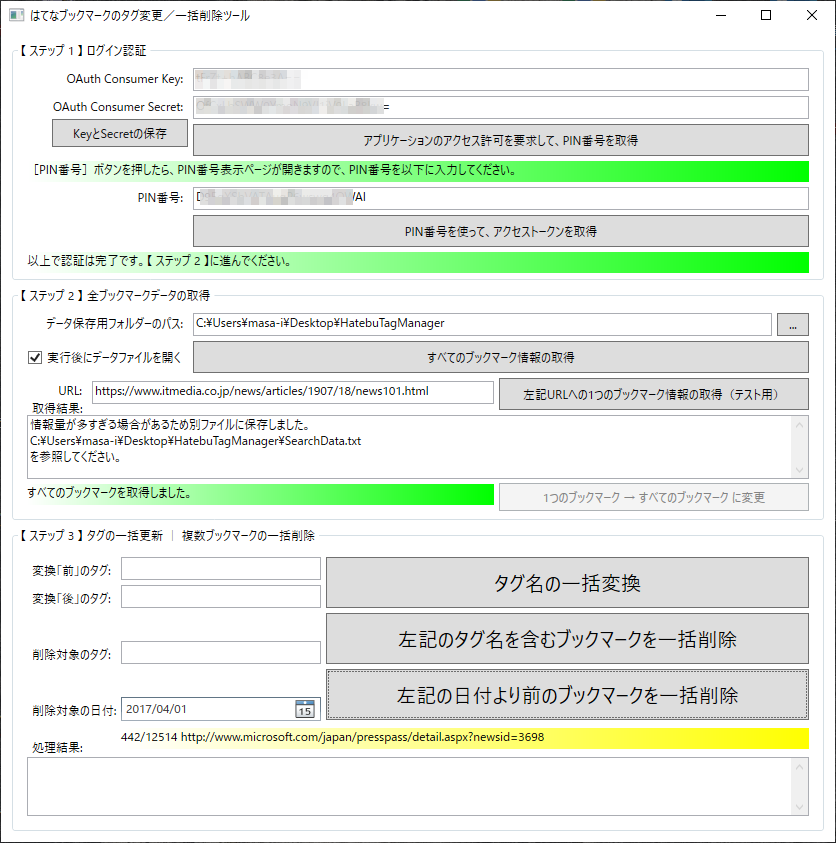 はてなブックマークのタグ変更／一括削除ツール
【ステップ１】ログイン認証
OAuth Consumer Key:
OAuth Consumer Secret: =
KeyとSecretの保存
アプリケーションのアクセス許可を要求して、PIN番号を取得
［PIN番号］ボタンを押したら、PIN番号表示ページが開きますので、PIN番号を以下に入力してください。
PIN番号:
PIN番号を使って、アクセストークンを取得
以上で認証は完了です。【ステップ２】に進んでください。
【ステップ２】全ブックマークデータの取得
データ保存用フォルダーのパス: C:¥Users¥masa-i¥Desktop¥HatebuTagManager ...
実行後にデータファイルを開く すべてのブックマーク情報の取得
URL: https://www.itmedia.co.jp/news/articles/1907/18/news101.html 左記URLへの1つのブックマーク情報の取得（テスト用）
取得結果:
情報量が多すぎる場合があるため別ファイルに保存しました。
C:¥Users¥masa-i¥Desktop¥HatebuTagManager¥SearchData.txt
を参照してください。
すべてのブックマークを取得しました。 1つのブックマーク → すべてのブックマーク に変更
【ステップ３】タグの一括更新 ｜ 複数ブックマークの一括削除
変換「前」のタグ:
変換「後」のタグ:
タグ名の一括変換
削除対象のタグ: 左記のタグ名を含むブックマークを一括削除
削除対象の日付: 2017/04/01 15 左記の日付より前のブックマークを一括削除
処理結果: 442/12514 http://www.microsoft.com/japan/presspass/detail.aspx?newsid=3698